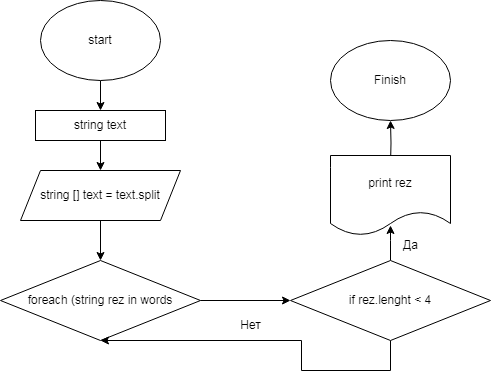 start
string text
string [] text = text.split
foreach (string rez in words
if rez.lenght < 4
Нет
Да
print rez
Finish